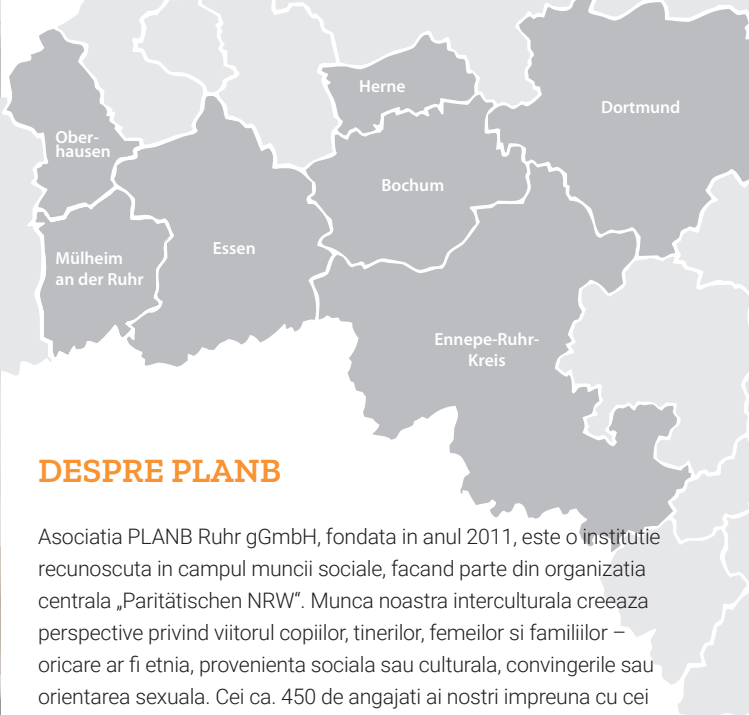 Herne
Dortmund
Ober-
hausen
Bochum
Essen
Mülheim
an der Ruhr
Ennepe-Ruhr-
Kreis
DESPRE PLANB
Asociatia PLANB Ruhr gGmbH, fondata in anul 2011, este o institutie
recunoscuta in campul muncii sociale, facand parte din organizatia
centrala „Paritätischen NRW“. Munca noastra interculturala creeaza
perspective privind viitorul copiilor, tinerilor, femeilor si familiilor –
oricare ar fi etnia, provenienta sociala sau culturala, convingerile sau
orientarea sexuala. Cei ca. 450 de angajati ai nostri impreuna cu cei